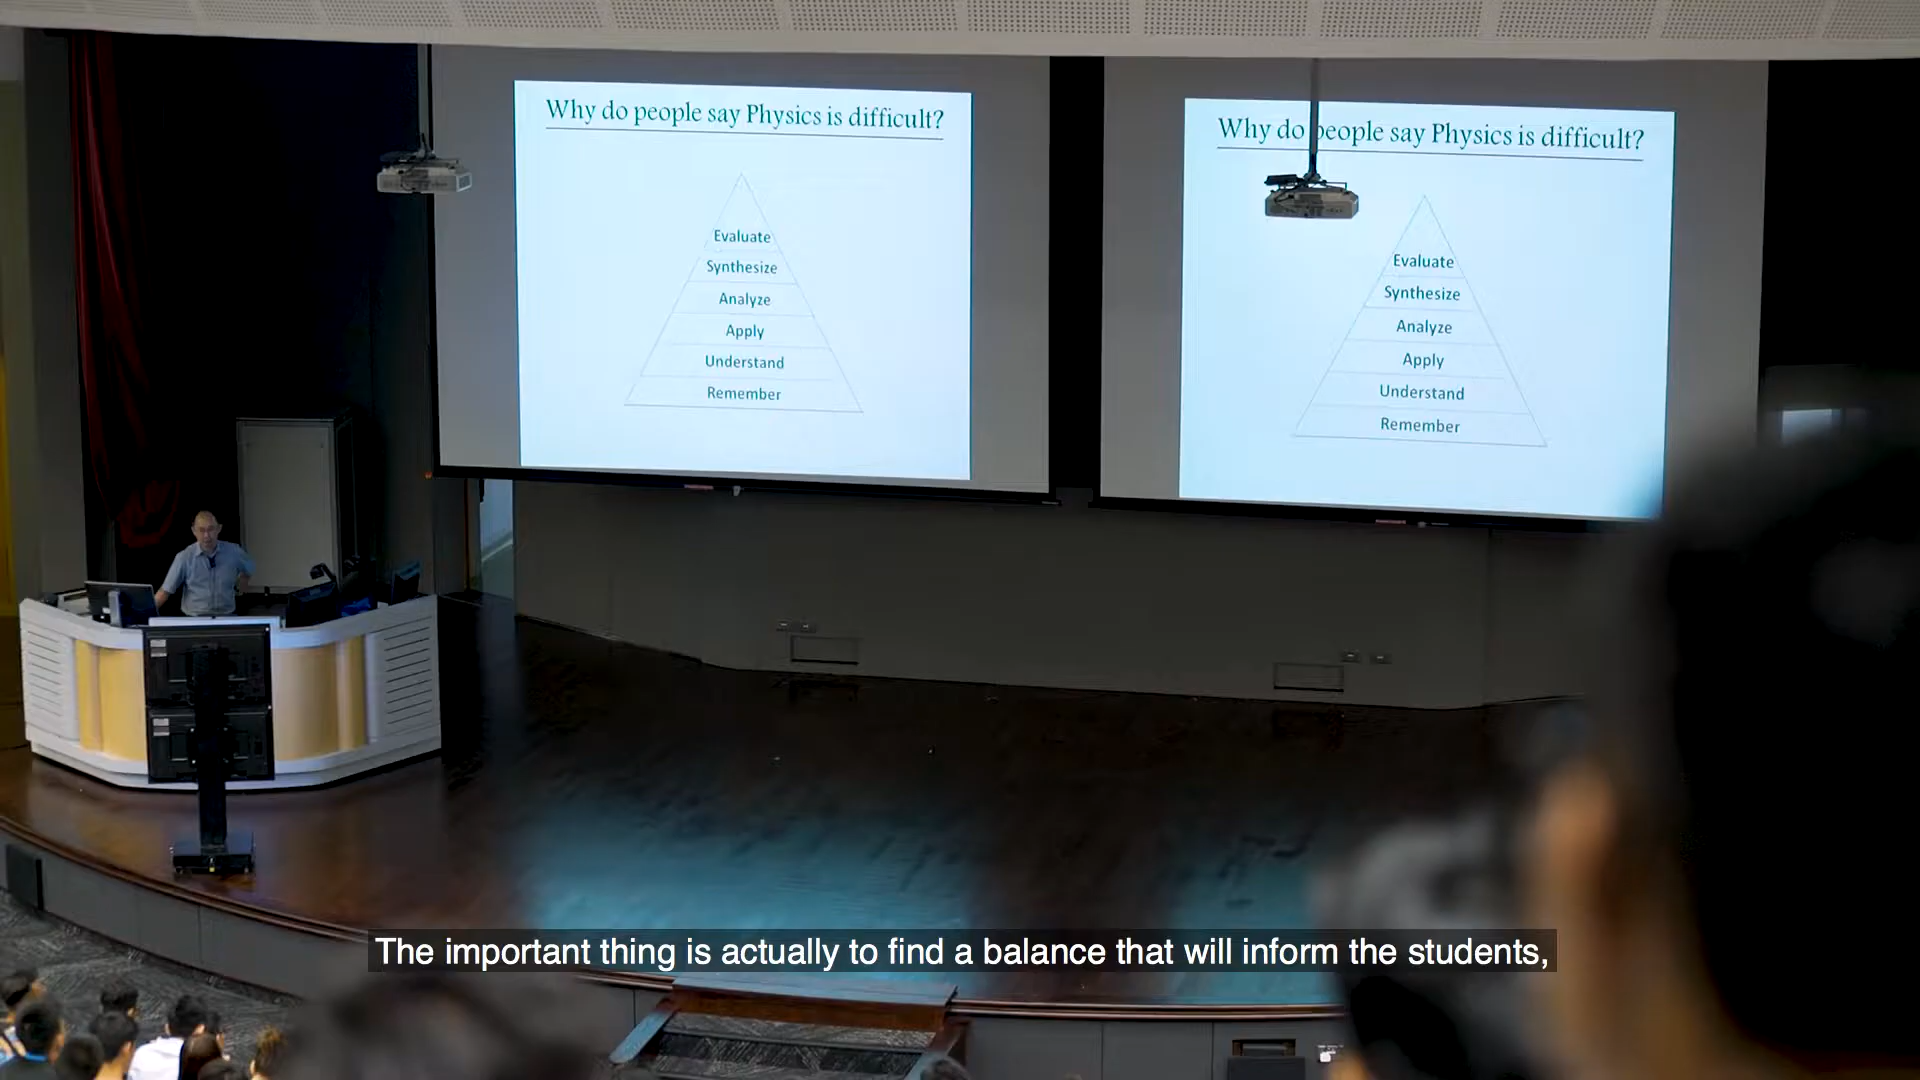 Why do people say Physics is difficult?
Evaluate
Synthesize
Analyze
Apply
Understand
Remember
Why do people say Physics is difficult?
Evaluate
Synthesize
Analyze
Apply
Understand
Remember
The important thing is actually to find a balance that will inform the students,